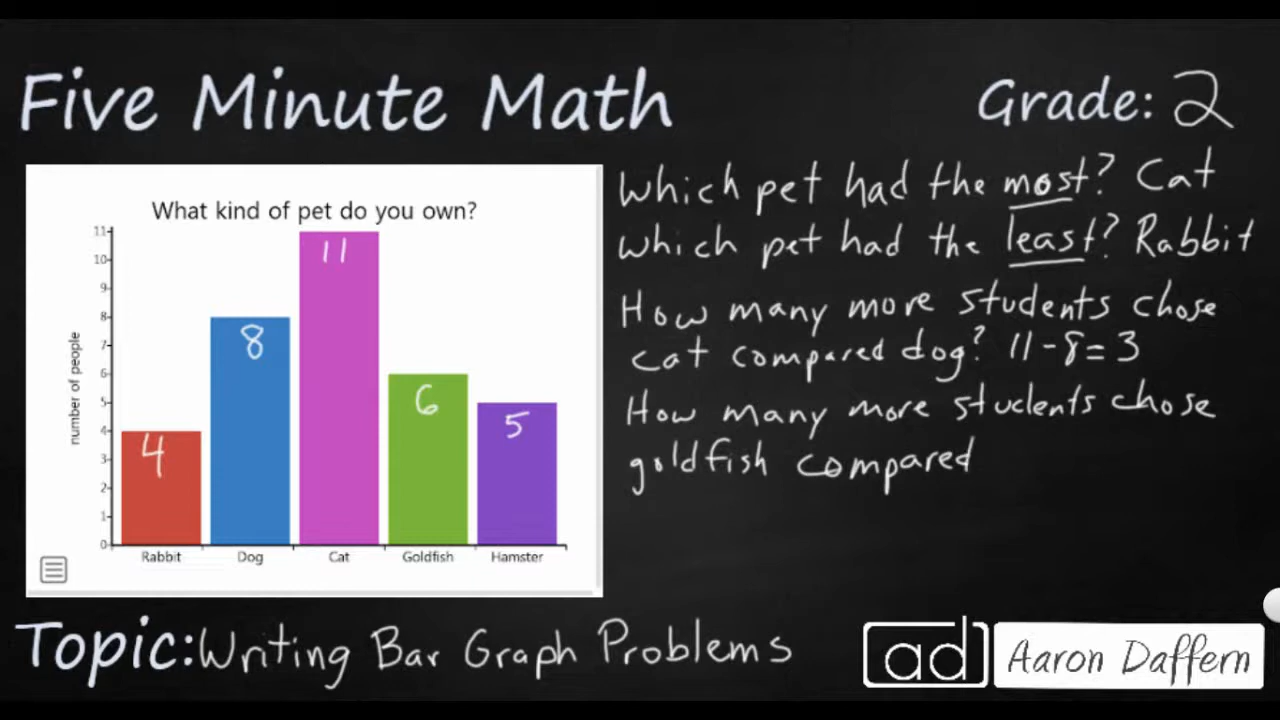 Five Minute Math
Grade: 2
What kind of pet do you own?
number of people
11
10
9
8
7
6
5
4
3
2
1
0
4
8
11
6
5
Rabbit
Dog
Cat
Goldfish
Hamster
Which pet had the most? Cat
Which pet had the least? Rabbit
How many more students chose
cat compared dog? 11-8=3
How many more students chose
goldfish compared
Topic: Writing Bar Graph Problems
ad
Aaron Daffern